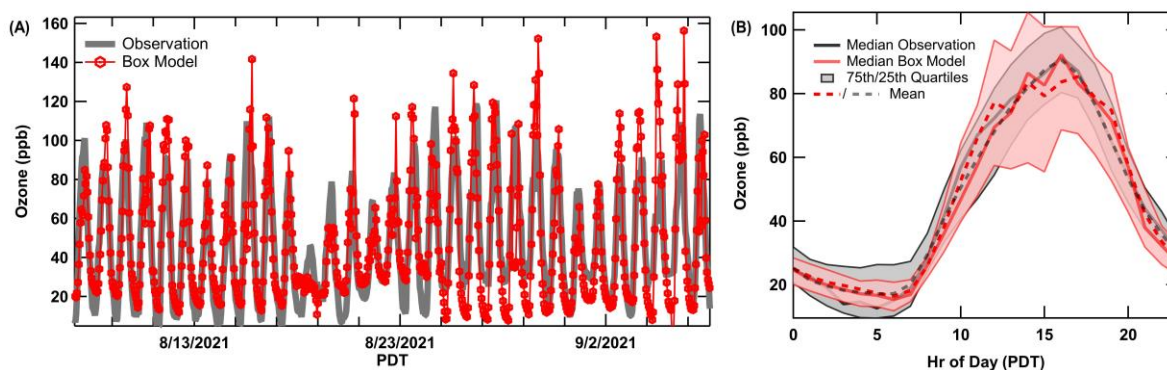 (A)
160
140
120
100
80
60
40
20
Ozone (ppb)
Observation
Box Model
8/13/2021
8/23/2021
9/2/2021
PDT
(B)
100
80
60
40
20
Ozone (ppb)
Median Observation
Median Box Model
75th/25th Quartiles
/ Mean
0
5
10
15
20
Hr of Day (PDT)